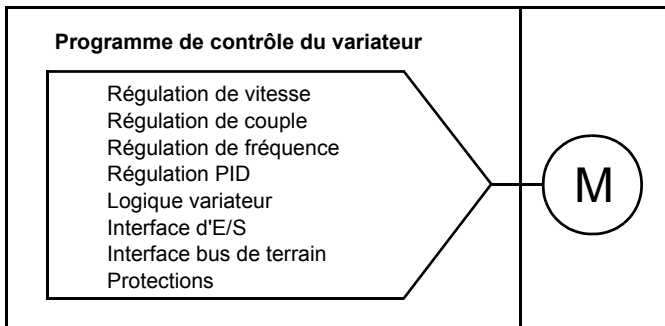 Programme de contrôle du variateur
Régulation de vitesse
Régulation de couple
Régulation de fréquence
Régulation PID
Logique variateur
Interface d'E/S
Interface bus de terrain
Protections
M